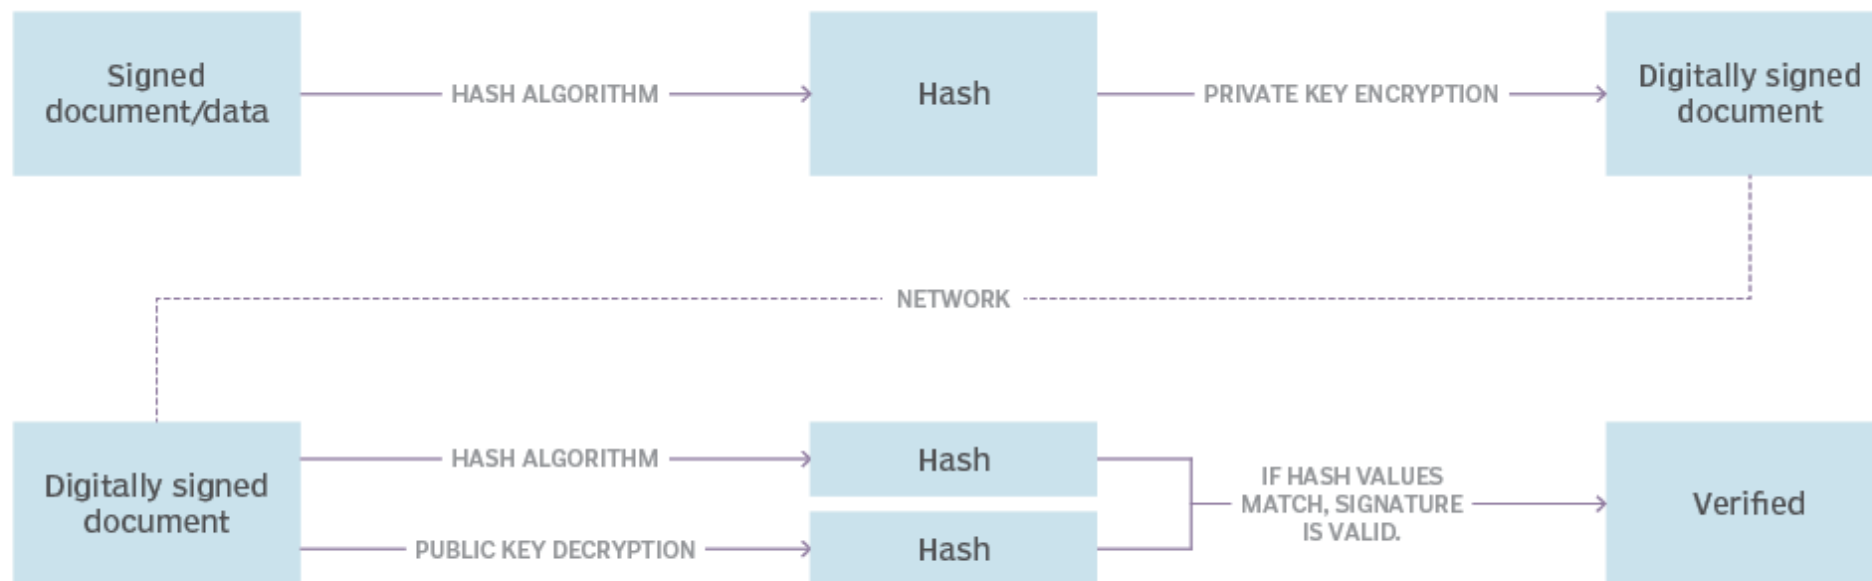 Signed
document/data
HASH ALGORITHM
Hash
PRIVATE KEY ENCRYPTION
Digitally signed
document
NETWORK
Digitally signed
document
HASH ALGORITHM
Hash
PUBLIC KEY DECRYPTION
Hash
IF HASH VALUES
MATCH, SIGNATURE
IS VALID.
Verified